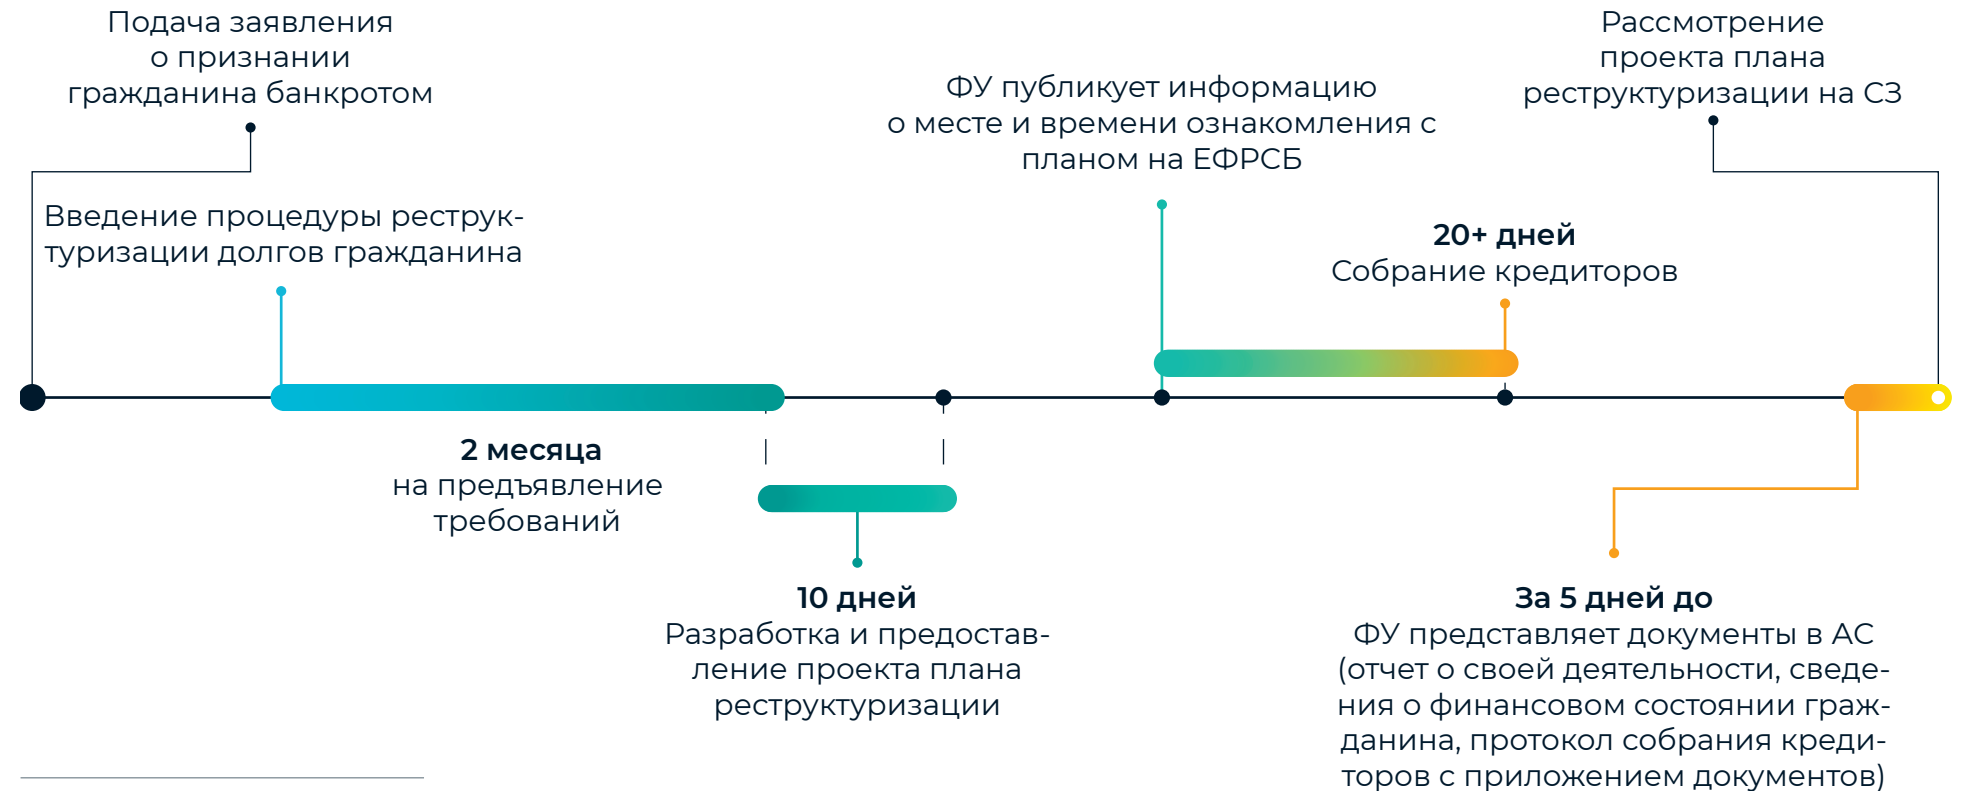 Подача заявления
о признании
гражданина банкротом
Введение процедуры реструк-
туризации долгов гражданина
2 месяца
на предъявление
требований
10 дней
Разработка и предостав-
ление проекта плана
реструктуризации
ФУ публикует информацию
о месте и времени ознакомления с
планом на ЕФРСБ
20+ дней
Собрание кредиторов
Рассмотрение
проекта плана
реструктуризации на СЗ
За 5 дней до
ФУ представляет документы в АС
(отчет о своей деятельности, сведе-
ния о финансовом состоянии граж-
данина, протокол собрания креди-
торов с приложением документов)